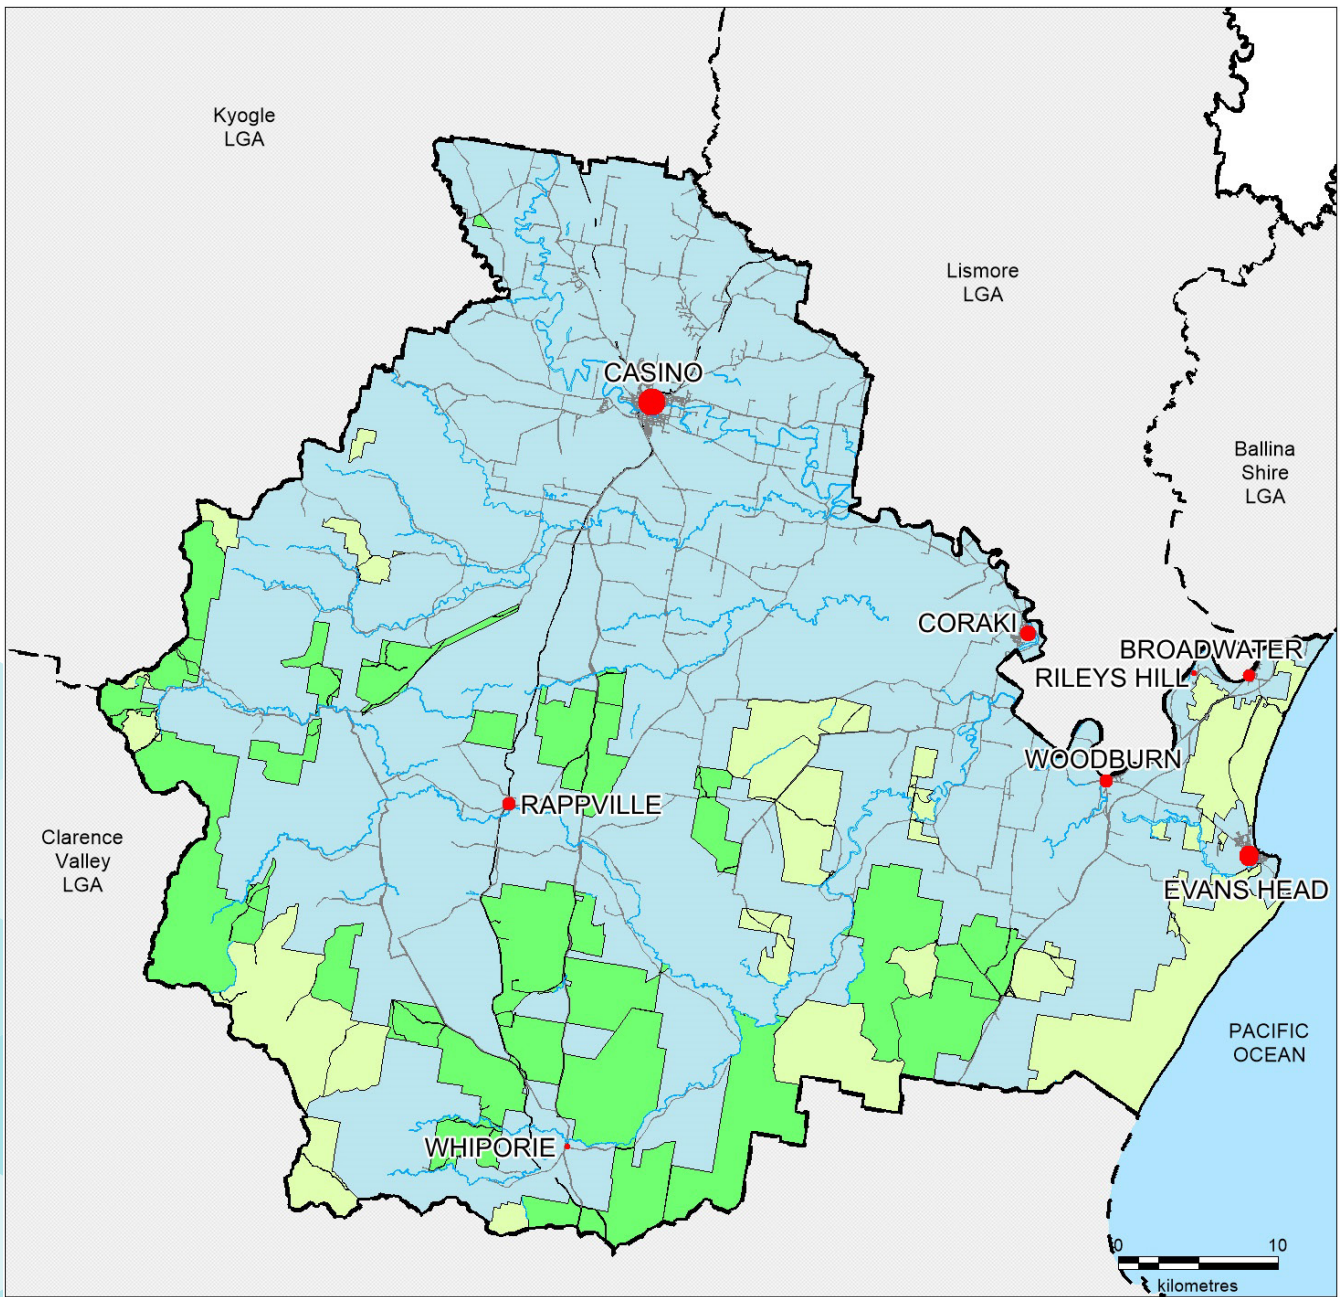 Kyogle
LGA
Lismore
LGA
CASINO
Ballina
Shire
LGA
CORAKI
BROADWATER
RILEYS HILL
WOODBURN
RAPPVILLE
Clarence
Valley
LGA
EVANS HEAD
PACIFIC
OCEAN
WHIPORIE
0 10
kilometres